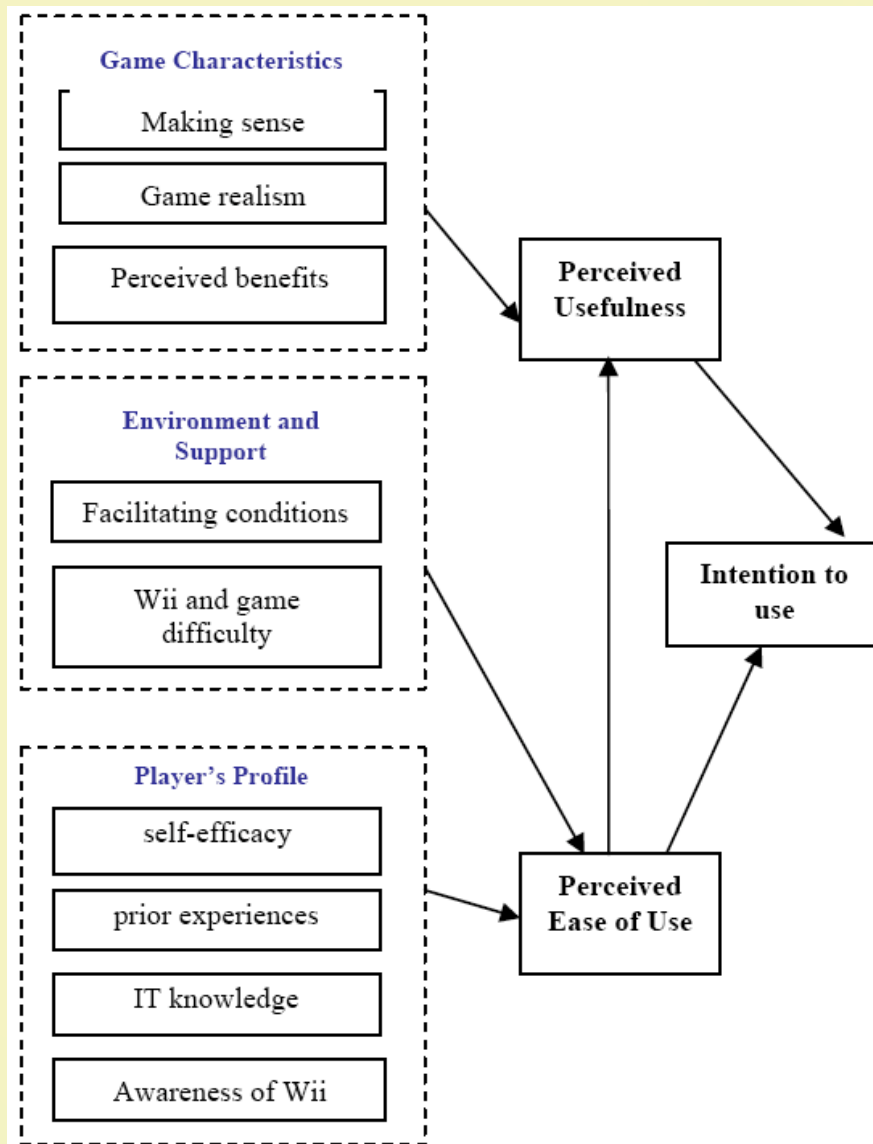 Game Characteristics
Making sense
Game realism
Perceived benefits
Environment and
Support
Facilitating conditions
Wii and game
difficulty
Player's Profile
self-efficacy
prior experiences
IT knowledge
Awareness of Wii
Perceived
Usefulness
Perceived
Ease of Use
Intention to
use